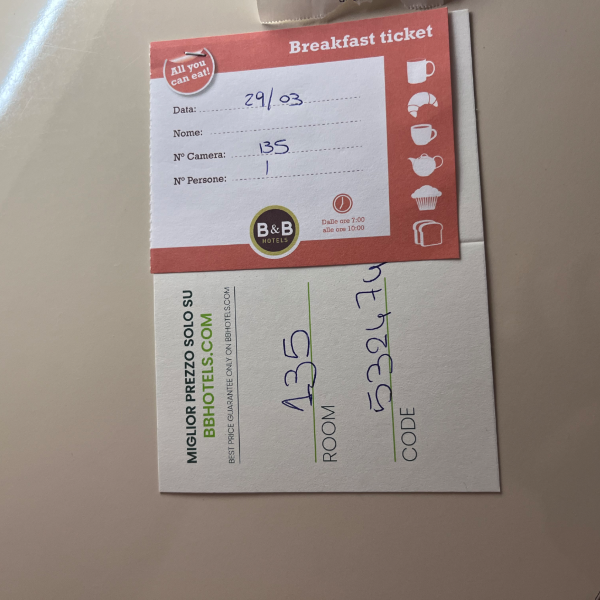 Breakfast ticket
All you
can eat!
Data: 29/03
Nome:
N° Camera: 135
N° Persone: 1
B&B
HOTELS
Dalle ore 7:00
alle ore 10:00
MIGLIOR PREZZO SOLO SU
BBHOTELS.COM
BEST PRICE GUARANTEE ONLY ON BBHOTELS.COM
135
ROOM
532474
CODE